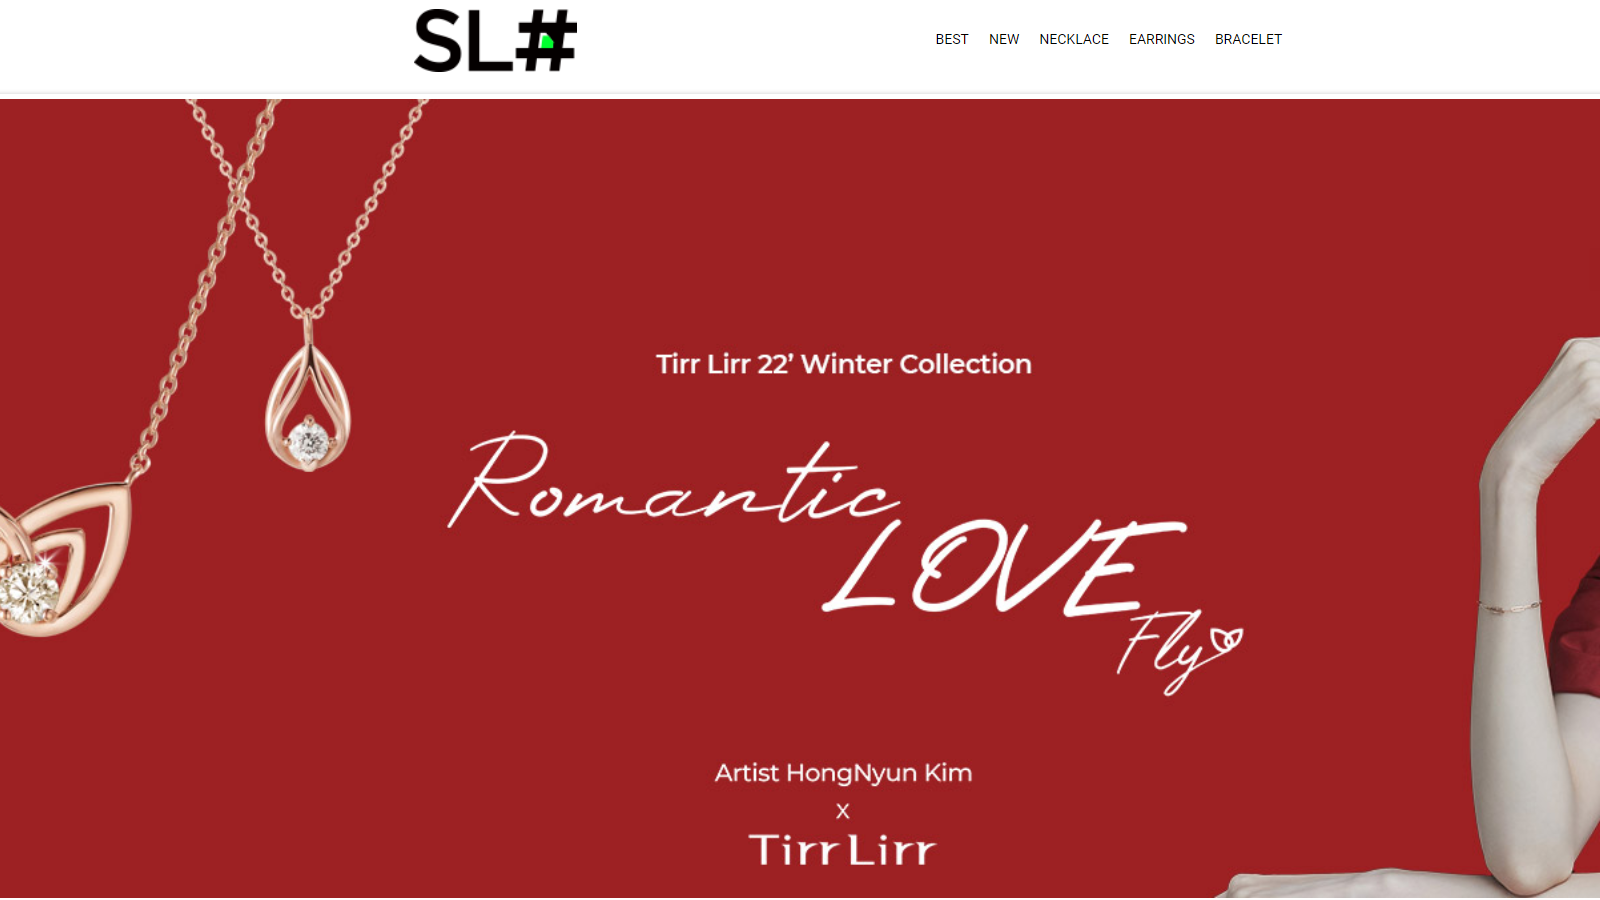 SL#
BEST NEW NECKLACE EARRINGS BRACELET
Tirr Lirr 22’ Winter Collection
Romantic
LOVE
Fly
Artist HongNyun Kim
X
Tirr Lirr